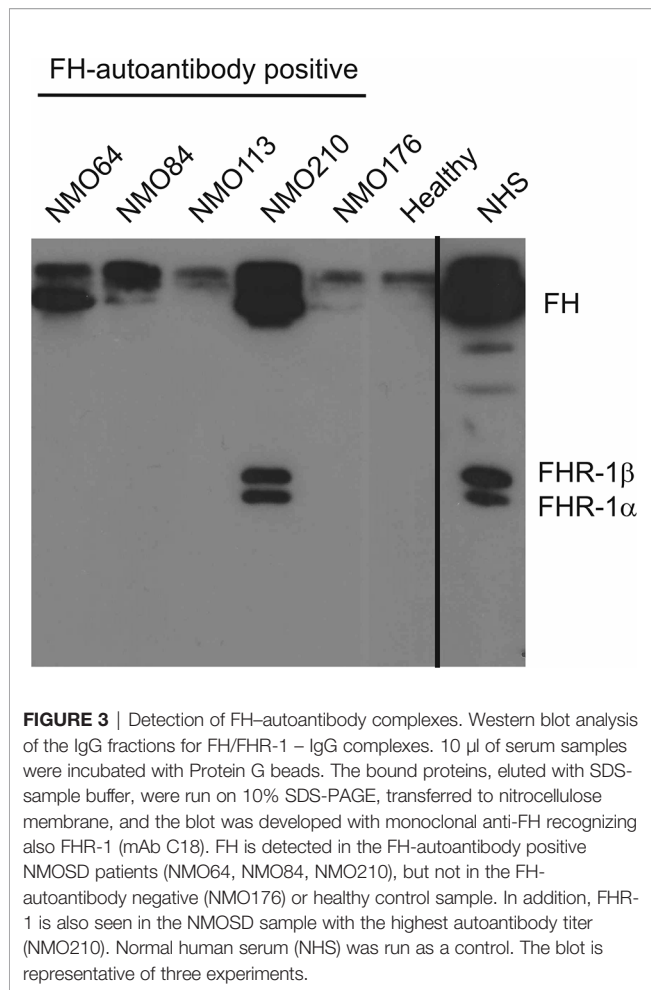 FH-autoantibody positive
NMO64
NMO84
NMO113
NMO210
NMO176
Healthy
NHS
FH
FHR-1β
FHR-1α
FIGURE 3 | Detection of FH–autoantibody complexes. Western blot analysis
of the IgG fractions for FH/FHR-1 – IgG complexes. 10 µl of serum samples
were incubated with Protein G beads. The bound proteins, eluted with SDS-
sample buffer, were run on 10% SDS-PAGE, transferred to nitrocellulose
membrane, and the blot was developed with monoclonal anti-FH recognizing
also FHR-1 (mAb C18). FH is detected in the FH-autoantibody positive
NMOSD patients (NMO64, NMO84, NMO210), but not in the FH-
autoantibody negative (NMO176) or healthy control sample. In addition, FHR-
1 is also seen in the NMOSD sample with the highest autoantibody titer
(NMO210). Normal human serum (NHS) was run as a control. The blot is
representative of three experiments.